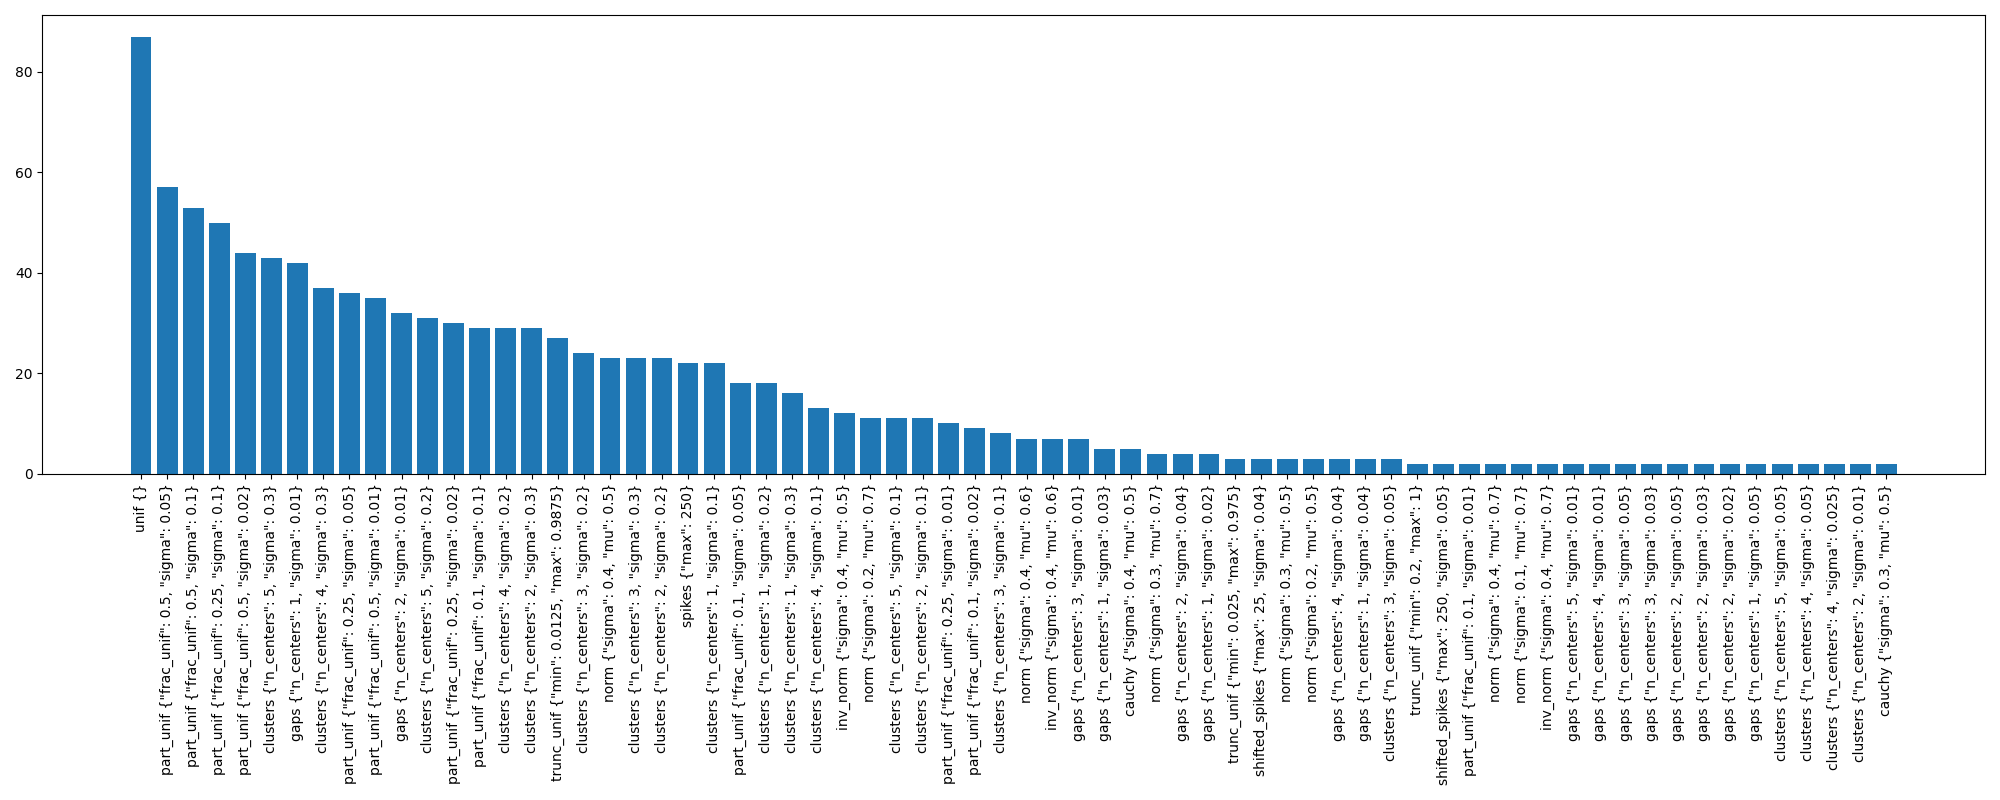 80
60
40
20
0
unif {}
part_unif {"frac_unif": 0.5, "sigma": 0.05}
part_unif {"frac_unif": 0.5, "sigma": 0.1}
part_unif {"frac_unif": 0.25, "sigma": 0.1}
part_unif {"frac_unif": 0.5, "sigma": 0.02}
clusters {"n_centers": 5, "sigma": 0.3}
gaps {"n_centers": 1, "sigma": 0.01}
clusters {"n_centers": 4, "sigma": 0.3}
part_unif {"frac_unif": 0.25, "sigma": 0.05}
part_unif {"frac_unif": 0.5, "sigma": 0.01}
gaps {"n_centers": 2, "sigma": 0.01}
clusters {"n_centers": 5, "sigma": 0.2}
part_unif {"frac_unif": 0.25, "sigma": 0.02}
part_unif {"frac_unif": 0.1, "sigma": 0.1}
clusters {"n_centers": 4, "sigma": 0.2}
clusters {"n_centers": 2, "sigma": 0.3}
trunc_unif {"min": 0.0125, "max": 0.9875}
clusters {"n_centers": 3, "sigma": 0.2}
norm {"sigma": 0.4, "mu": 0.5}
clusters {"n_centers": 3, "sigma": 0.3}
clusters {"n_centers": 2, "sigma": 0.2}
spikes {"max": 250}
clusters {"n_centers": 1, "sigma": 0.1}
part_unif {"frac_unif": 0.1, "sigma": 0.05}
clusters {"n_centers": 1, "sigma": 0.2}
clusters {"n_centers": 1, "sigma": 0.3}
clusters {"n_centers": 4, "sigma": 0.1}
inv_norm {"sigma": 0.4, "mu": 0.5}
norm {"sigma": 0.2, "mu": 0.7}
clusters {"n_centers": 5, "sigma": 0.1}
clusters {"n_centers": 2, "sigma": 0.1}
part_unif {"frac_unif": 0.25, "sigma": 0.01}
part_unif {"frac_unif": 0.1, "sigma": 0.02}
clusters {"n_centers": 3, "sigma": 0.1}
norm {"sigma": 0.4, "mu": 0.6}
inv_norm {"sigma": 0.4, "mu": 0.6}
gaps {"n_centers": 3, "sigma": 0.01}
gaps {"n_centers": 1, "sigma": 0.03}
cauchy {"sigma": 0.4, "mu": 0.5}
norm {"sigma": 0.3, "mu": 0.7}
gaps {"n_centers": 2, "sigma": 0.04}
gaps {"n_centers": 1, "sigma": 0.02}
trunc_unif {"min": 0.025, "max": 0.975}
shifted_spikes {"max": 25, "sigma": 0.04}
norm {"sigma": 0.3, "mu": 0.5}
norm {"sigma": 0.2, "mu": 0.5}
gaps {"n_centers": 4, "sigma": 0.04}
gaps {"n_centers": 1, "sigma": 0.04}
clusters {"n_centers": 3, "sigma": 0.05}
trunc_unif {"min": 0.2, "max": 1}
shifted_spikes {"max": 250, "sigma": 0.05}
part_unif {"frac_unif": 0.1, "sigma": 0.01}
norm {"sigma": 0.4, "mu": 0.7}
norm {"sigma": 0.1, "mu": 0.7}
inv_norm {"sigma": 0.4, "mu": 0.7}
gaps {"n_centers": 5, "sigma": 0.01}
gaps {"n_centers": 4, "sigma": 0.01}
gaps {"n_centers": 3, "sigma": 0.05}
gaps {"n_centers": 3, "sigma": 0.03}
gaps {"n_centers": 2, "sigma": 0.05}
gaps {"n_centers": 2, "sigma": 0.03}
gaps {"n_centers": 2, "sigma": 0.02}
gaps {"n_centers": 1, "sigma": 0.05}
clusters {"n_centers": 5, "sigma": 0.05}
clusters {"n_centers": 4, "sigma": 0.05}
clusters {"n_centers": 4, "sigma": 0.025}
clusters {"n_centers": 2, "sigma": 0.01}
cauchy {"sigma": 0.3, "mu": 0.5}